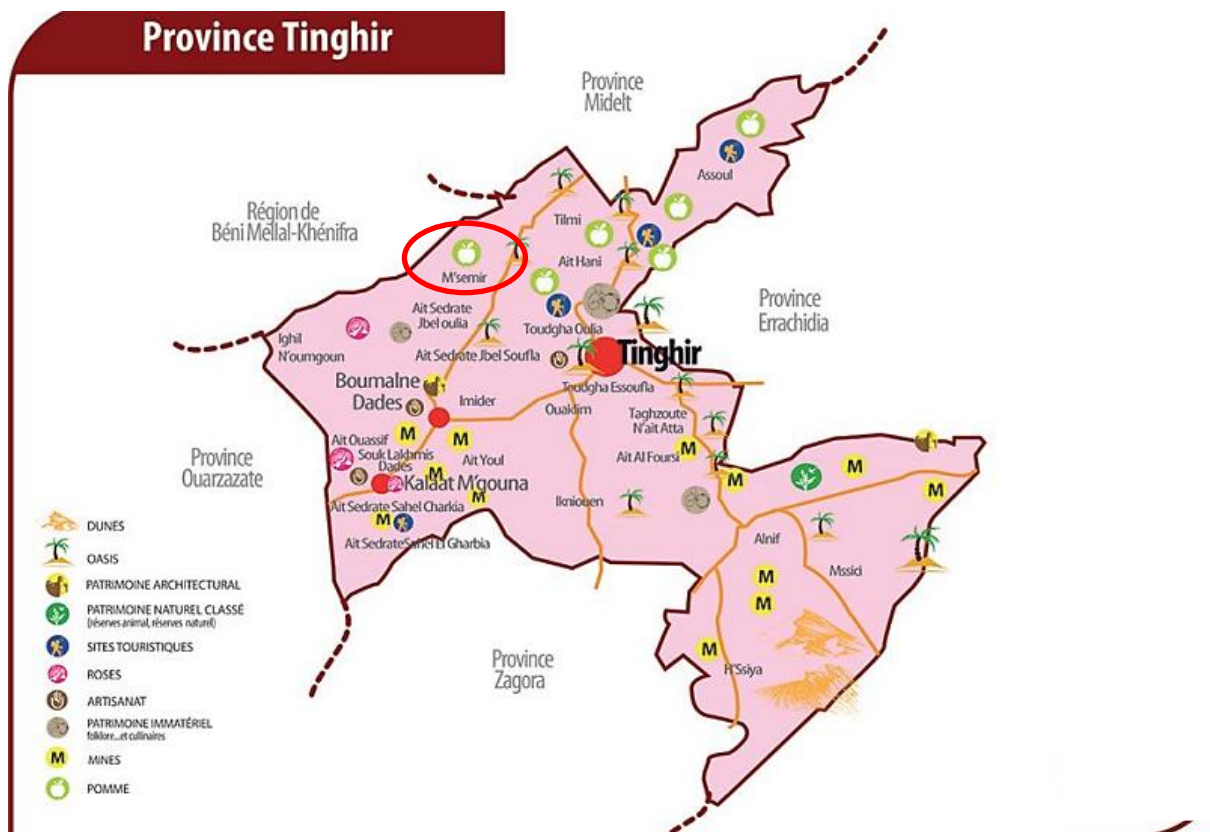 Province Tinghir
Province
Midelt
Assoul
Région de
Béni Mellal-Khénifra
Tilmi
M'semir
Ait Hani
Province
Errachidia
Ait Sedrate
Jbel oulia
Toudgha Oulia
Ighil
N'oumgoun
Ait Sedrate Jbel Soufla
Tinghir
Boumalne
Dades
Toudgha Essoufla
Imider
Ouaklim
Taghzoute
N'ait Atta
Ait Ouassif
Souk Lakhmis
Dades
Ait Youl
Ait Al Foursi
Province
Ouarzazate
M
M
M
M
M
M
M
M
M
Kalaat M'gouna
Ikniouen
Ait Sedrate Sahel Charkia
M
Ait Sedrate Sahel El Gharbia
Alnif
Mssici
M
M
M
H'Ssiya
Province
Zagora
DUNES
OASIS
PATRIMOINE ARCHITECTURAL
PATRIMOINE NATUREL CLASSÉ
(réserves animal, réserves naturel)
SITES TOURISTIQUES
ROSES
ARTISANAT
PATRIMOINE IMMATÉRIEL
folklore...et cullinaires
M MINES
POMME